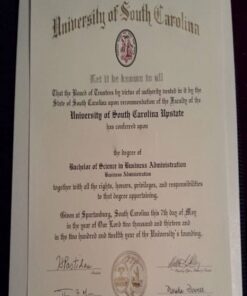 University of South Carolina
Let it be known to all
That the Board of Trustees by virtue of authority vested in it by the
State of South Carolina upon recommendation of the Faculty of the
University of South Carolina Upstate
has conferred upon
the degree of
Bachelor of Science in Business Administration
Business Administration
together with all the rights, honors, privileges, and responsibilities
to that degree appertaining.
Given at Spartanburg, South Carolina this 7th day of May
in the year of Our Lord two thousand and thirteen and
in the two hundred and twelfth year of the University's founding.